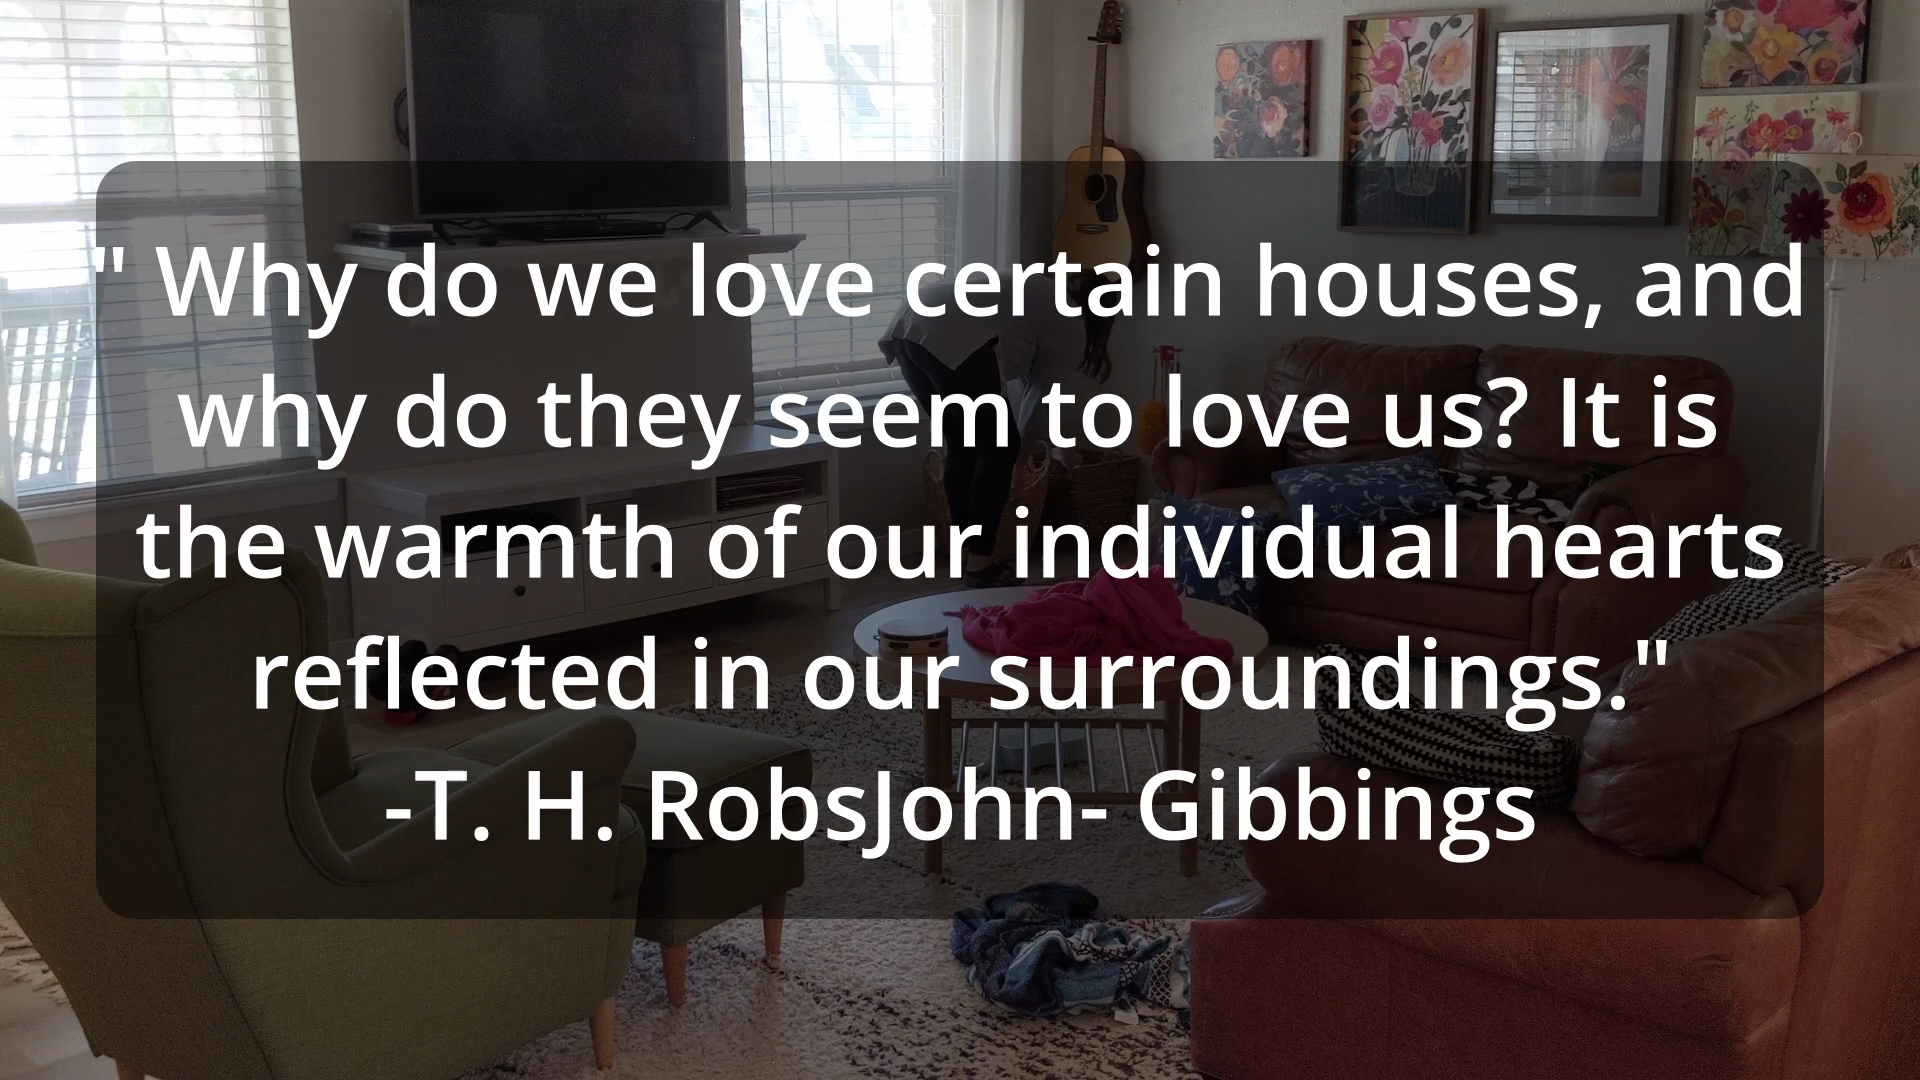 " Why do we love certain houses, and
why do they seem to love us? It is
the warmth of our individual hearts
reflected in our surroundings."
-T. H. RobsJohn- Gibbings